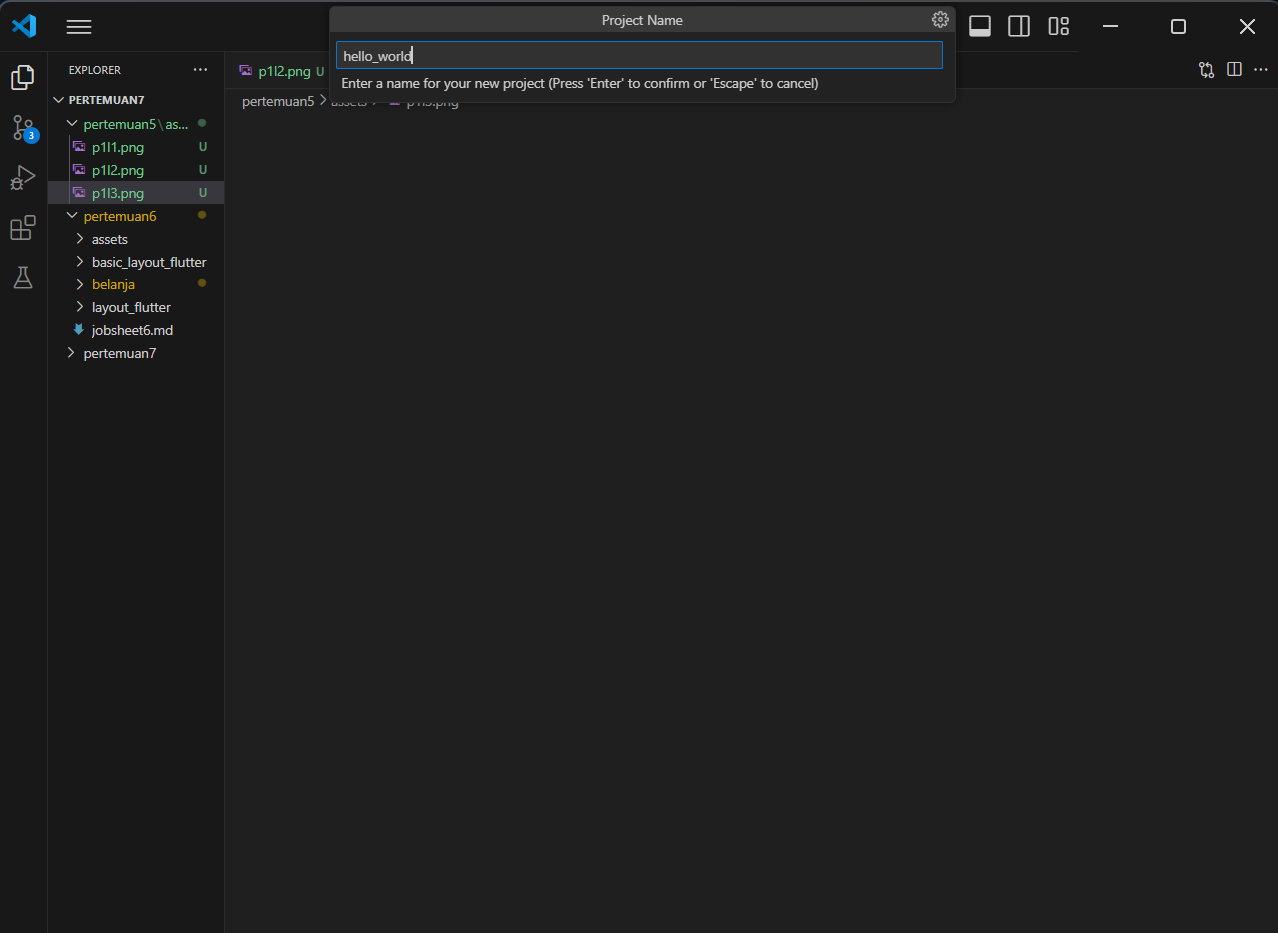 Project Name
hello_world
Enter a name for your new project (Press 'Enter' to confirm or 'Escape' to cancel)
EXPLORER
p1l2.png U
pertemuan5 > assets > p1l3.png
PERTEMUAN7
pertemuan5\as...
p1l1.png U
p1l2.png U
p1l3.png U
pertemuan6
assets
basic_layout_flutter
belanja
layout_flutter
jobsheet6.md
pertemuan7
3